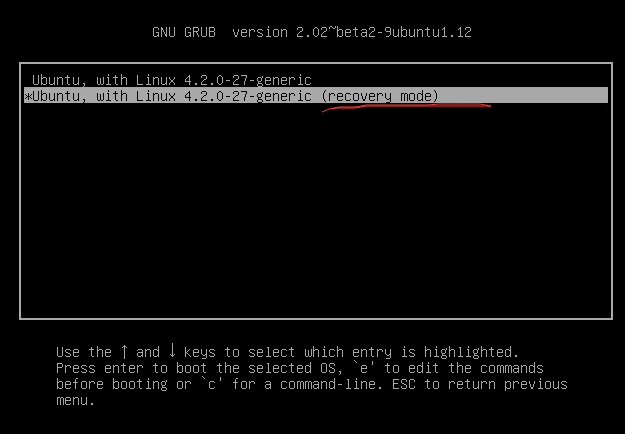 GNU GRUB  version 2.02~beta2-9ubuntu1.12
Ubuntu, with Linux 4.2.0-27-generic
*Ubuntu, with Linux 4.2.0-27-generic (recovery mode)
Use the ↑ and ↓ keys to select which entry is highlighted.
Press enter to boot the selected OS, `e' to edit the commands
before booting or `c' for a command-line. ESC to return previous
menu.